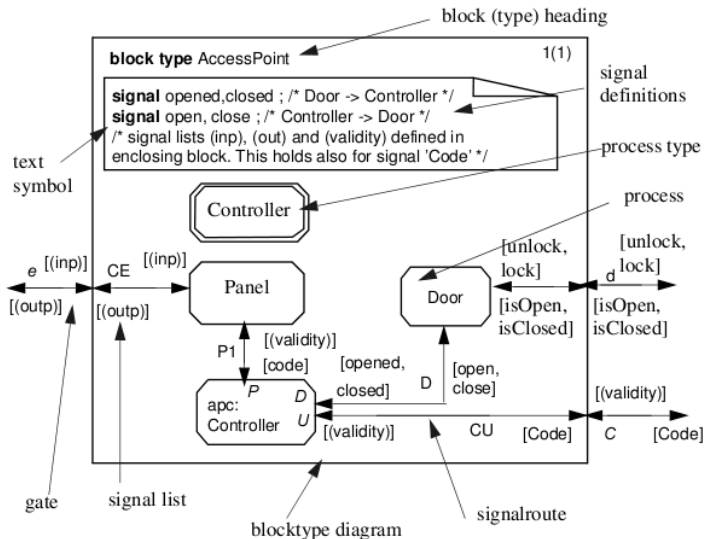 block (type) heading
block type AccessPoint
1(1)
signal opened,closed ; /* Door -> Controller */
signal open, close ; /* Controller -> Door */
/* signal lists (inp), (out) and (validity) defined in
enclosing block. This holds also for signal 'Code' */
signal
definitions
text
symbol
process type
Controller
process
e
[(inp)]
[(outp)]
CE
[(inp)]
[(outp)]
Panel
Door
[unlock,
lock]
[isOpen,
isClosed]
d
[unlock,
lock]
[isOpen,
isClosed]
P1
[(validity)]
[code]
[opened,
closed]
D
[open,
close]
P
D
U
apc:
Controller
[(validity)]
CU
[Code]
[(validity)]
C
[Code]
gate
signal list
blocktype diagram
signalroute